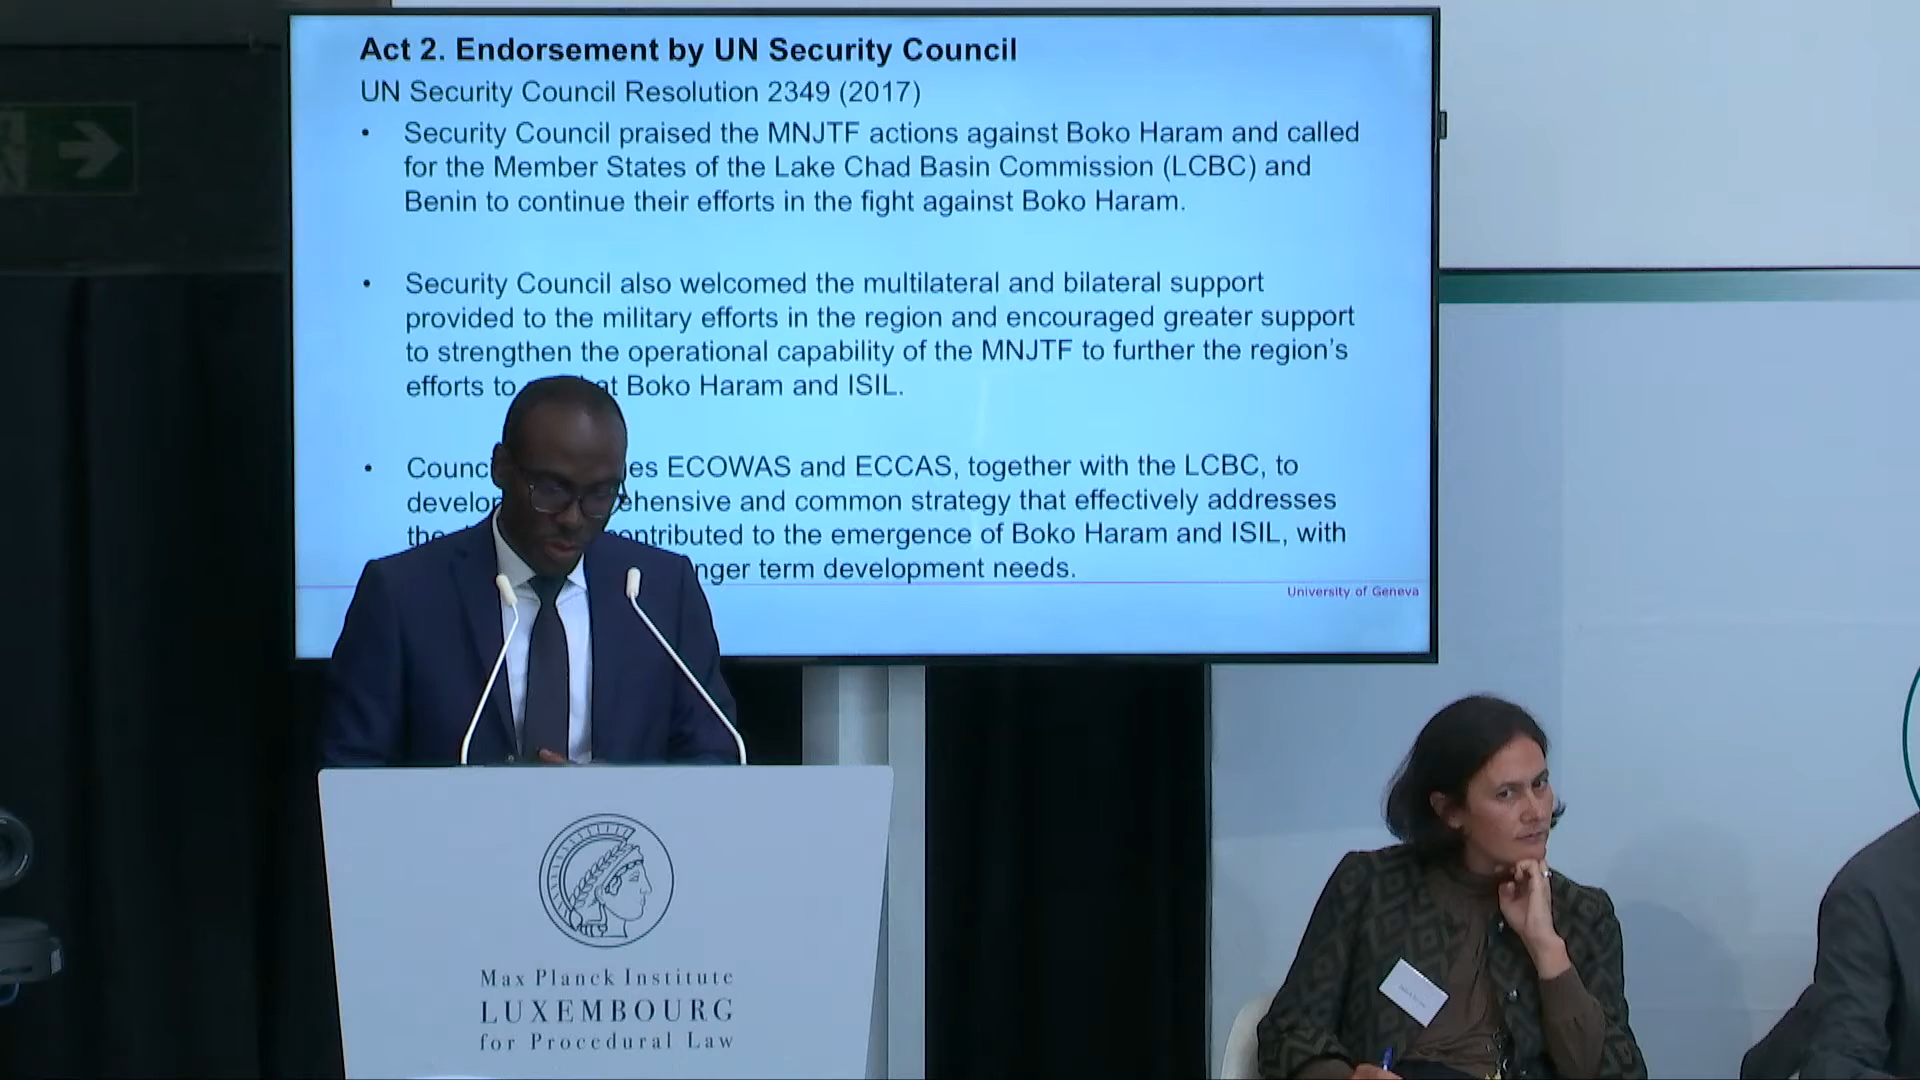 Act 2. Endorsement by UN Security Council
UN Security Council Resolution 2349 (2017)
• Security Council praised the MNJTF actions against Boko Haram and called
for the Member States of the Lake Chad Basin Commission (LCBC) and
Benin to continue their efforts in the fight against Boko Haram.
• Security Council also welcomed the multilateral and bilateral support
provided to the military efforts in the region and encouraged greater support
to strengthen the operational capability of the MNJTF to further the region's
efforts to Boko Haram and ISIL.
• ECOWAS and ECCAS, together with the LCBC, to
and common strategy that effectively addresses
to the emergence of Boko Haram and ISIL, with
term development needs.
University of Geneva
Max Planck Institute
LUXEMBOURG
for Procedural Law